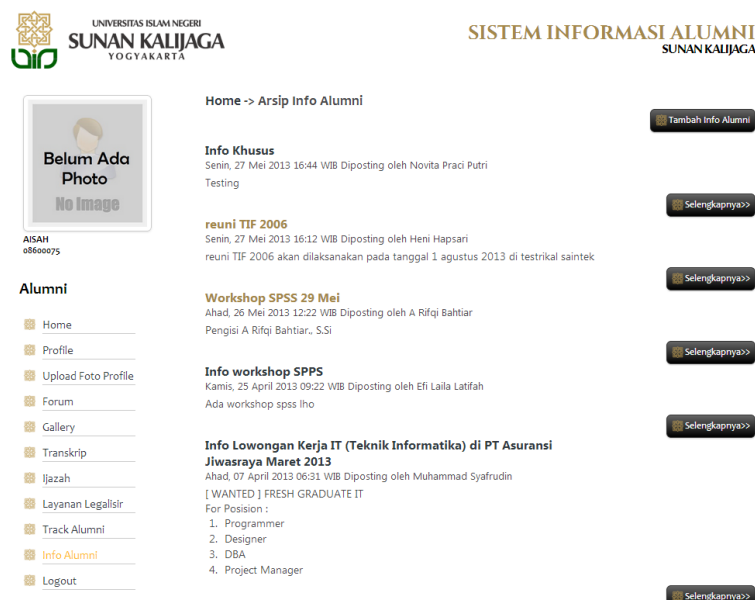 UNIVERSITAS ISLAM NEGERI
SUNAN KALIJAGA
YOGYAKARTA
SISTEM INFORMASI ALUMNI
SUNAN KALIJAGA
Belum Ada
Photo
No Image
AISAH
08600075
Alumni
Home
Profile
Upload Foto Profile
Forum
Gallery
Transkrip
Ijazah
Layanan Legalisir
Track Alumni
Info Alumni
Logout
Home -> Arsip Info Alumni
Tambah Info Alumni
Info Khusus
Senin, 27 Mei 2013 16:44 WIB Diposting oleh Novita Praci Putri
Testing
Selengkapnya>>
reuni TIF 2006
Senin, 27 Mei 2013 16:12 WIB Diposting oleh Heni Hapsari
reuni TIF 2006 akan dilaksanakan pada tanggal 1 agustus 2013 di testrikal saintek
Selengkapnya>>
Workshop SPSS 29 Mei
Ahad, 26 Mei 2013 12:22 WIB Diposting oleh A Rifqi Bahtiar
Pengisi A Rifqi Bahtiar., S.Si
Selengkapnya>>
Info workshop SPPS
Kamis, 25 April 2013 09:22 WIB Diposting oleh Efi Laila Latifah
Ada workshop spss lho
Selengkapnya>>
Info Lowongan Kerja IT (Teknik Informatika) di PT Asuransi
Jiwasraya Maret 2013
Ahad, 07 April 2013 06:31 WIB Diposting oleh Muhammad Syafrudin
[ WANTED ] FRESH GRADUATE IT
For Posision :
1. Programmer
2. Designer
3. DBA
4. Project Manager
Selengkapnya>>